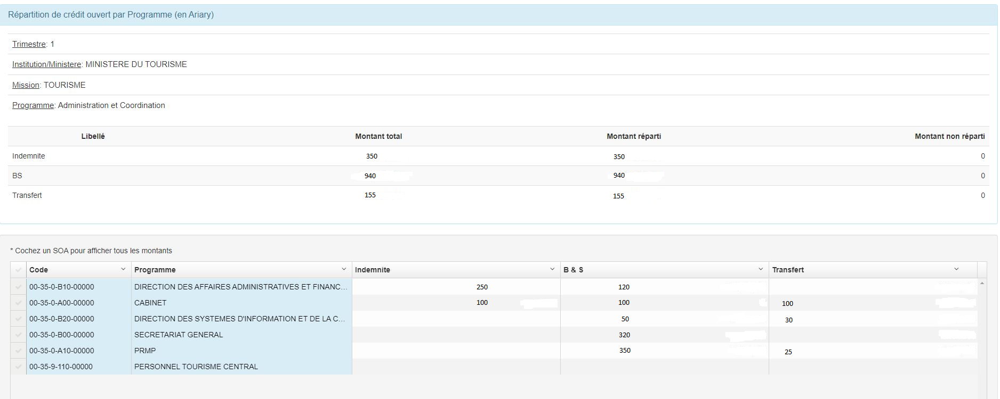 Répartition de crédit ouvert par Programme (en Ariary)
Trimestre: 1
Institution/Ministere: MINISTERE DU TOURISME
Mission: TOURISME
Programme: Administration et Coordination
Libellé Montant total Montant réparti Montant non réparti
Indemnite 350 350 0
BS 940 940 0
Transfert 155 155 0
* Cochez un SOA pour afficher tous les montants
Code Programme Indemnite B & S Transfert
00-35-0-B10-00000 DIRECTION DES AFFAIRES ADMINISTRATIVES ET FINANC... 250 120
00-35-0-A00-00000 CABINET 100 100 100
00-35-0-B20-00000 DIRECTION DES SYSTEMES D'INFORMATION ET DE LA C... 50 30
00-35-0-B00-00000 SECRETARIAT GENERAL 320
00-35-0-A10-00000 PRMP 350 25
00-35-9-110-00000 PERSONNEL TOURISME CENTRAL